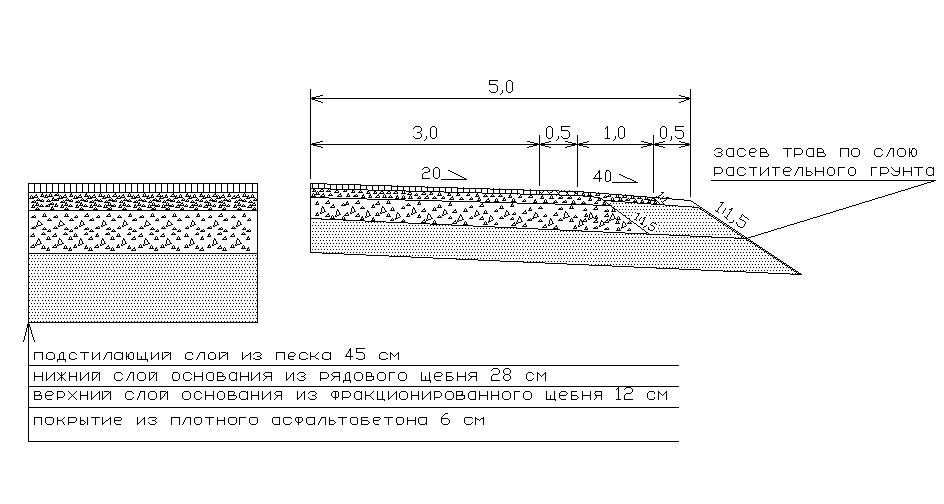 5,0
3,0 0,5 1,0 0,5
засев трав по слою
растительного грунта
20 40
1:1,5
1:1,5
подстилающий слой из песка 45 см
нижний слой основания из рядового щебня 28 см
верхний слой основания из фракционированного щебня 12 см
покрытие из плотного асфальтобетона 6 см